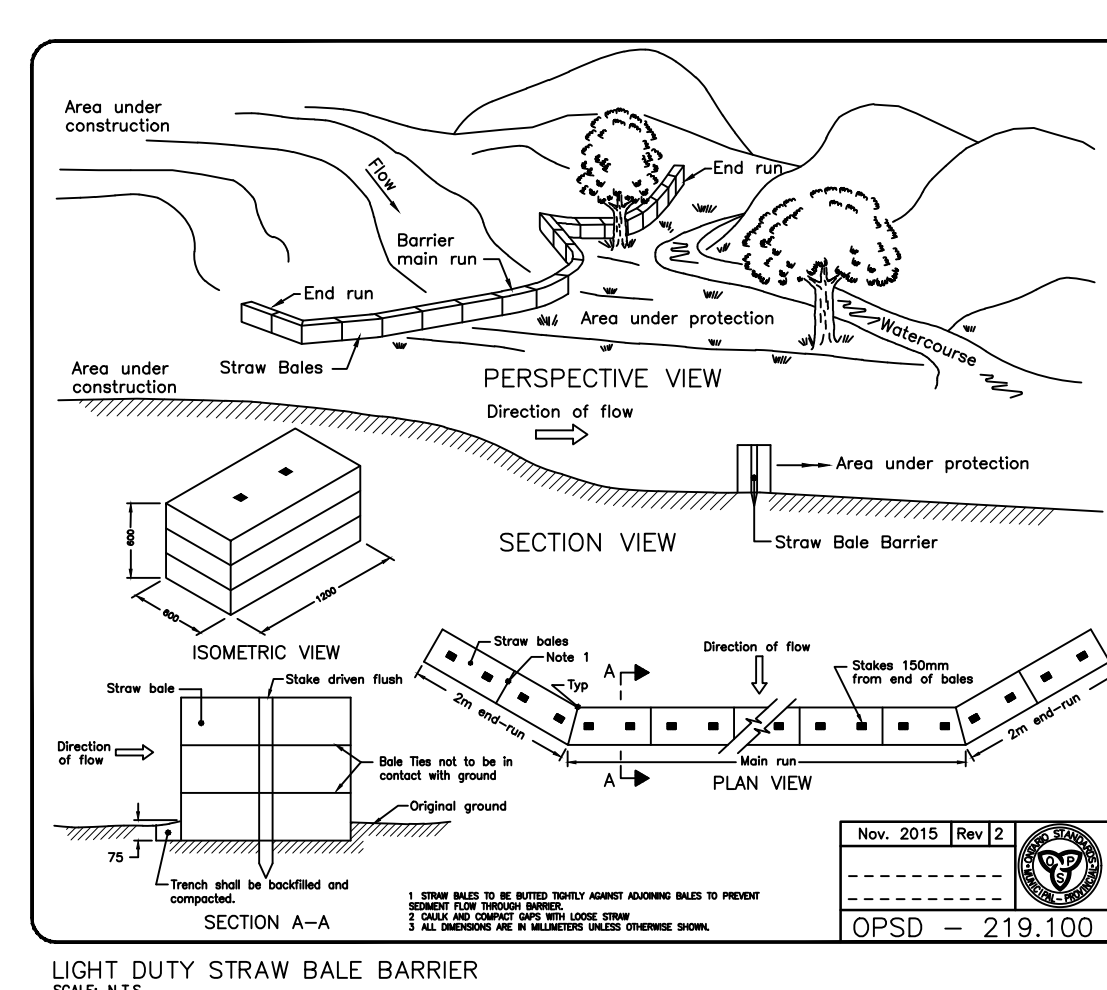 Area under
construction
Flow
End run
Barrier
main run
End run
Area under protection
Watercourse
Straw Bales
PERSPECTIVE VIEW
Area under
construction
Direction of flow
Area under protection
SECTION VIEW
Straw Bale Barrier
600
600
1200
ISOMETRIC VIEW
Straw bales
Note 1
Typ
A
Direction of flow
Stakes 150mm
from end of bales
2m end-run
2m end-run
Main run
A
PLAN VIEW
Straw bale
Stake driven flush
Direction
of flow
Bale Ties not to be in
contact with ground
Original ground
75
Trench shall be backfilled and
compacted.
SECTION A-A
1 STRAW BALES TO BE BUTTED TIGHTLY AGAINST ADJOINING BALES TO PREVENT
SEDIMENT FLOW THROUGH BARRIER.
2 CAULK AND COMPACT GAPS WITH LOOSE STRAW
3 ALL DIMENSIONS ARE IN MILLIMETERS UNLESS OTHERWISE SHOWN.
Nov. 2015 Rev 2
ONTARIO STANDARDS
MUNICIPAL-PROVINCIAL
OPS
OPSD - 219.100
LIGHT DUTY STRAW BALE BARRIER
SCALE: N.T.S.